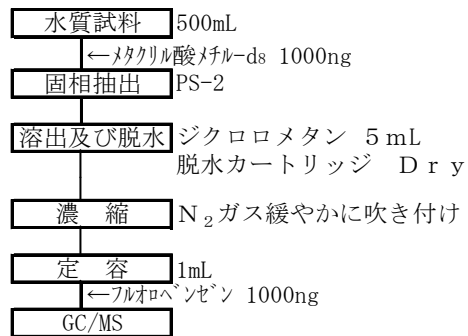 水質試料 500mL
←メタクリル酸メチル-d₈ 1000ng
固相抽出 PS-2
溶出及び脱水 ジクロロメタン 5mL
脱水カートリッジ Dry
濃 縮 N₂ガス緩やかに吹き付け
定 容 1mL
←フルオロベンゼン 1000ng
GC/MS